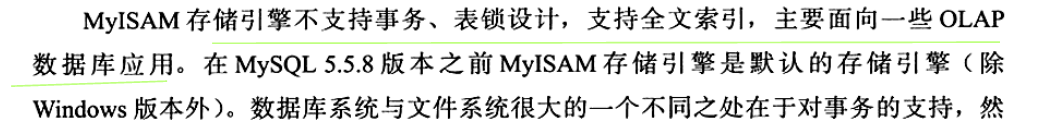 MyISAM 存储引擎不支持事务、表锁设计，支持全文索引，主要面向一些 OLAP
数据库应用。在 MySQL 5.5.8 版本之前 MyISAM 存储引擎是默认的存储引擎（除
Windows 版本外）。数据库系统与文件系统很大的一个不同之处在于对事务的支持，然